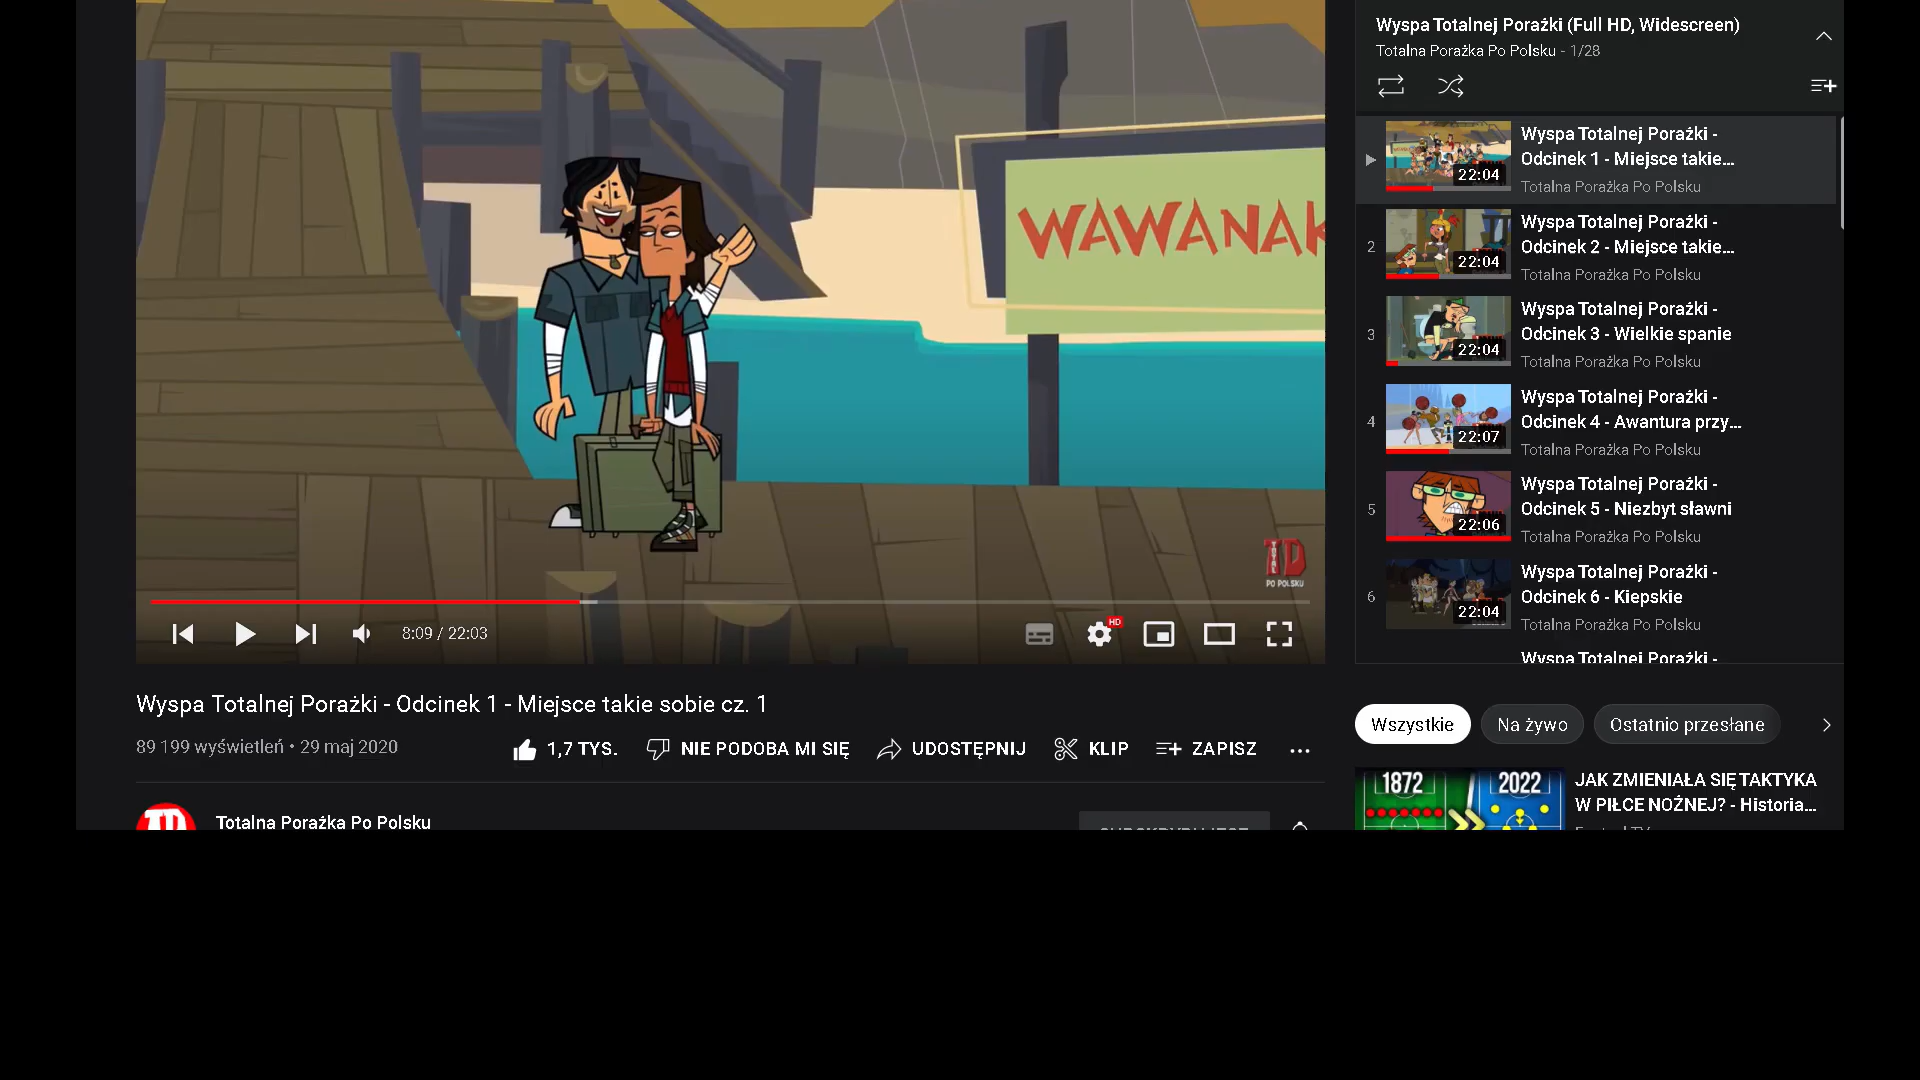 WAWANAK
TOTAL
TD
PO POLSKU
8:09 / 22:03
HD
Wyspa Totalnej Porażki - Odcinek 1 - Miejsce takie sobie cz. 1
89 199 wyświetleń • 29 maj 2020
1,7 TYS.
NIE PODOBA MI SIĘ
UDOSTĘPNIJ
KLIP
ZAPISZ
Totalna Porażka Po Polsku
Wyspa Totalnej Porażki (Full HD, Widescreen)
Totalna Porażka Po Polsku - 1/28
22:04
Wyspa Totalnej Porażki -
Odcinek 1 - Miejsce takie...
Totalna Porażka Po Polsku
2
22:04
Wyspa Totalnej Porażki -
Odcinek 2 - Miejsce takie...
Totalna Porażka Po Polsku
3
22:04
Wyspa Totalnej Porażki -
Odcinek 3 - Wielkie spanie
Totalna Porażka Po Polsku
4
22:07
Wyspa Totalnej Porażki -
Odcinek 4 - Awantura przy...
Totalna Porażka Po Polsku
5
22:06
Wyspa Totalnej Porażki -
Odcinek 5 - Niezbyt sławni
Totalna Porażka Po Polsku
6
22:04
Wyspa Totalnej Porażki -
Odcinek 6 - Kiepskie
Totalna Porażka Po Polsku
Wyspa Totalnej Porażki -
Wszystkie
Na żywo
Ostatnio przesłane
1872
2022
JAK ZMIENIAŁA SIĘ TAKTYKA
W PIŁCE NOŻNEJ? - Historia...